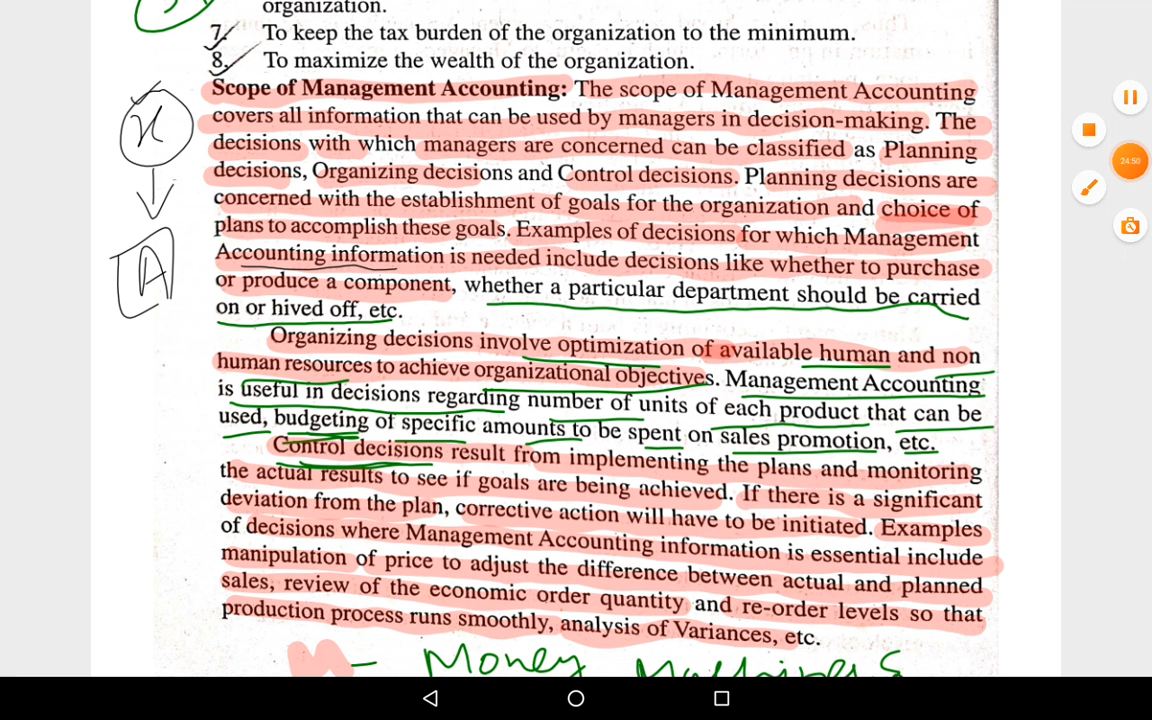 organization.
7. To keep the tax burden of the organization to the minimum.
8. To maximize the wealth of the organization.
Scope of Management Accounting: The scope of Management Accounting
covers all information that can be used by managers in decision-making. The
decisions with which managers are concerned can be classified as Planning
decisions, Organizing decisions and Control decisions. Planning decisions are
concerned with the establishment of goals for the organization and choice of
plans to accomplish these goals. Examples of decisions for which Management
Accounting information is needed include decisions like whether to purchase
or produce a component, whether a particular department should be carried
on or hived off, etc.
Organizing decisions involve optimization of available human and non
human resources to achieve organizational objectives. Management Accounting
is useful in decisions regarding number of units of each product that can be
used, budgeting of specific amounts to be spent on sales promotion, etc.
Control decisions result from implementing the plans and monitoring
the actual results to see if goals are being achieved. If there is a significant
deviation from the plan, corrective action will have to be initiated. Examples
of decisions where Management Accounting information is essential include
manipulation of price to adjust the difference between actual and planned
sales, review of the economic order quantity and re-order levels so that
production process runs smoothly, analysis of Variances, etc.
M - Money Machines
A
24:50